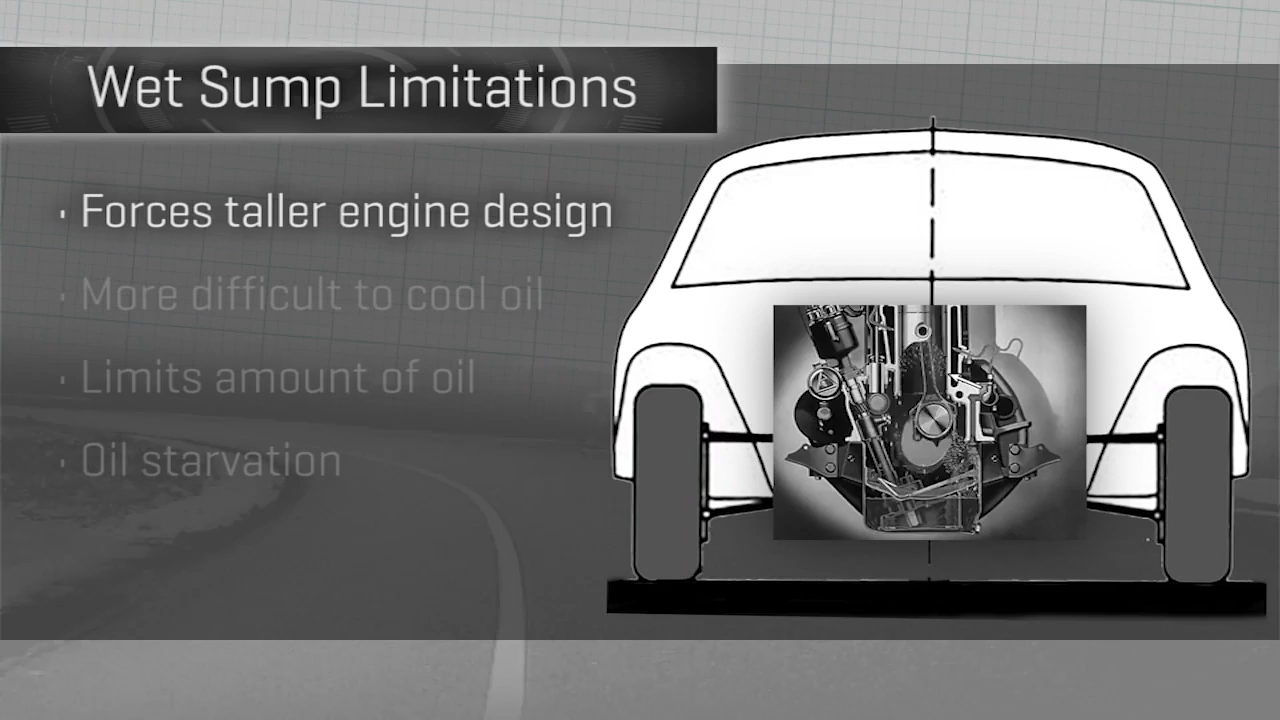 Wet Sump Limitations
· Forces taller engine design
· More difficult to cool oil
· Limits amount of oil
· Oil starvation